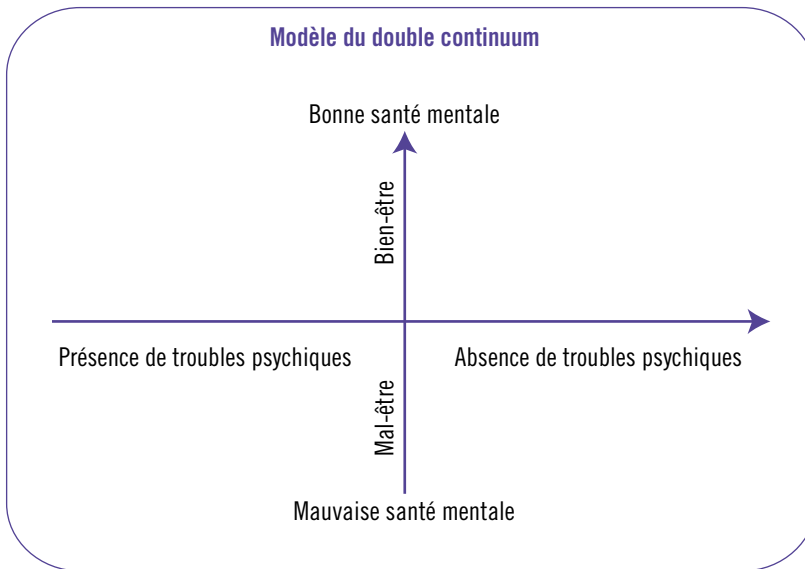 Modèle du double continuum
Bonne santé mentale
Bien-être
Présence de troubles psychiques
Absence de troubles psychiques
Mal-être
Mauvaise santé mentale